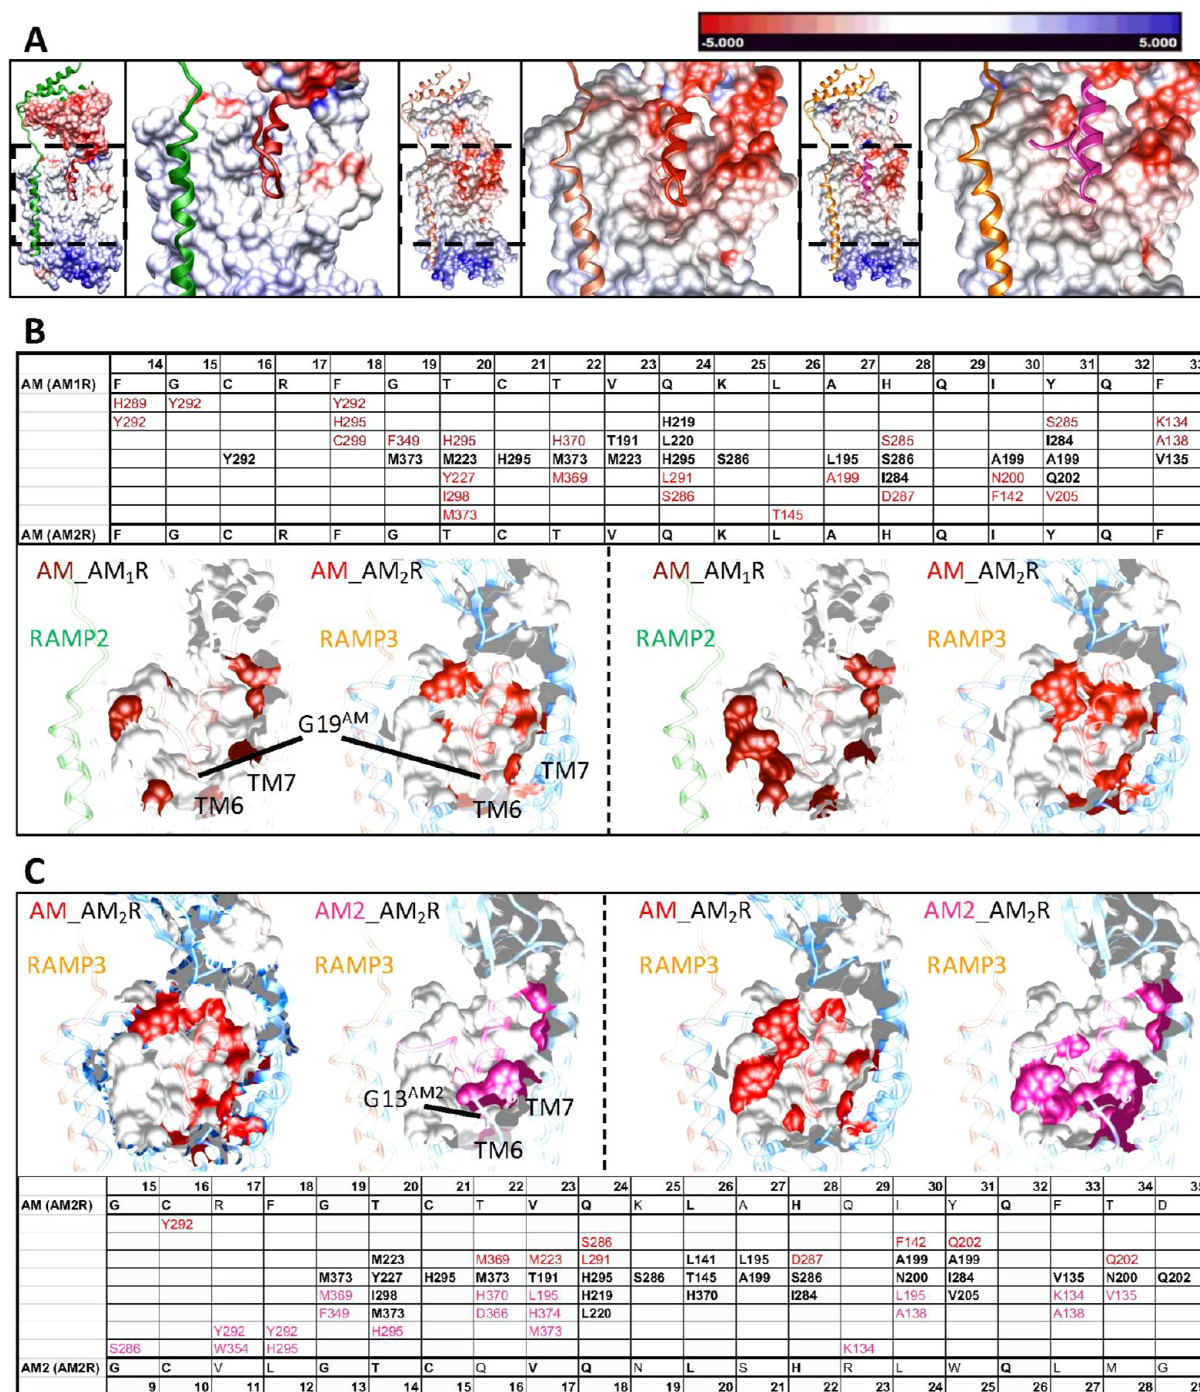 -5.000 5.000
A
B
14 15 16 17 18 19 20 21 22 23 24 25 26 27 28 29 30 31 32 33
AM (AM1R) F G C R F G T C T V Q K L A H Q I Y Q F
H289 Y292 Y292
Y292 H295 H219 S285 K134
C299 F349 H295 H370 T191 L220 S285 I284 A138
Y292 M373 M223 H295 M373 M223 H295 S286 L195 S286 A199 A199 V135
Y227 M369 L291 A199 I284 N200 Q202
I298 S286 D287 F142 V205
M373 T145
AM (AM2R) F G C R F G T C T V Q K L A H Q I Y Q F
AM_AM₁R AM_AM₂R AM_AM₁R AM_AM₂R
RAMP2 RAMP3 RAMP2 RAMP3
G19ᴬᴹ
TM7 TM7
TM6 TM6
C
AM_AM₂R AM2_AM₂R AM_AM₂R AM2_AM₂R
RAMP3 RAMP3 RAMP3 RAMP3
G13ᴬᴹ² TM7
TM6
15 16 17 18 19 20 21 22 23 24 25 26 27 28 29 30 31 32 33 34 35
AM (AM2R) G C R F G T C T V Q K L A H Q I Y Q F T D
Y292
S286 F142 Q202
M223 M369 M223 L291 L141 L195 D287 A199 A199 Q202
M373 Y227 H295 M373 T191 H295 S286 T145 A199 S286 N200 I284 V135 N200 Q202
M369 I298 H370 L195 H219 H370 I284 L195 V205 K134 V135
F349 M373 D366 H374 L220 A138 A138
Y292 Y292 H295 M373
S286 W354 H295 K134
AM2 (AM2R) G C V L G T C Q V Q N L S H R L W Q L M G
9 10 11 12 13 14 15 16 17 18 19 20 21 22 23 24 25 26 27 28 29